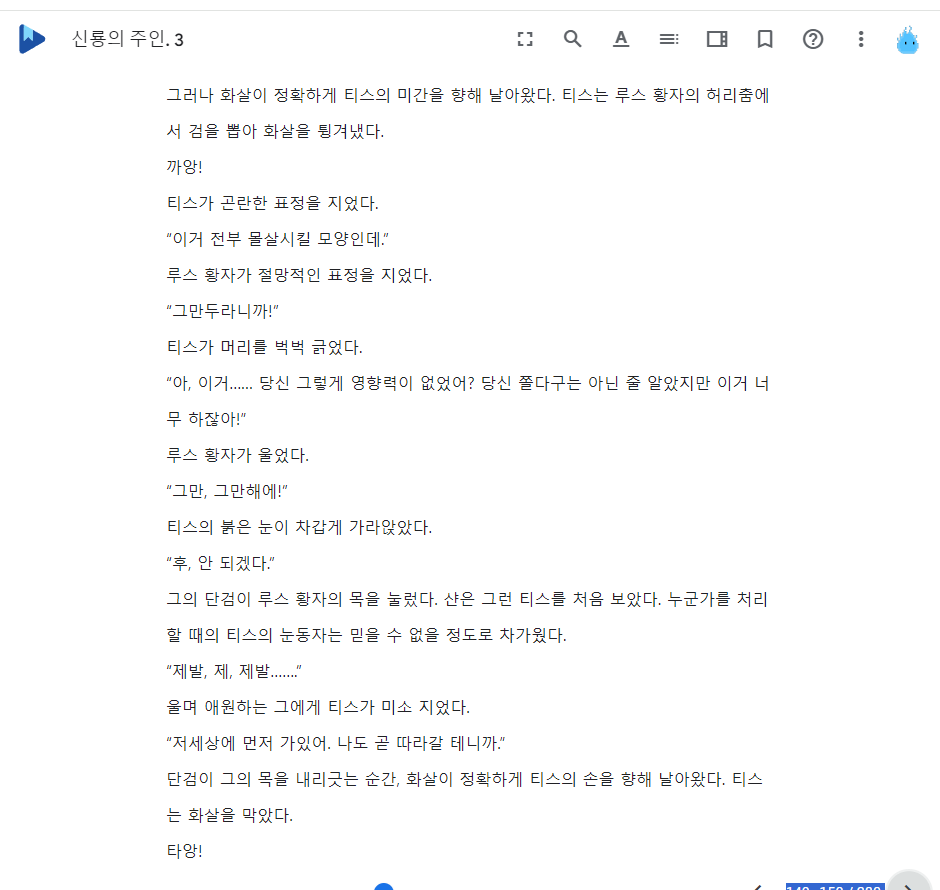 신룡의 주인. 3
그러나 화살이 정확하게 티스의 미간을 향해 날아왔다. 티스는 루스 황자의 허리춤에
서 검을 뽑아 화살을 튕겨냈다.
까앙!
티스가 곤란한 표정을 지었다.
“이거 전부 몰살시킬 모양인데.”
루스 황자가 절망적인 표정을 지었다.
“그만두라니까!”
티스가 머리를 벅벅 긁었다.
“아, 이거…… 당신 그렇게 영향력이 없었어? 당신 쫄다구는 아닌 줄 알았지만 이거 너
무 하잖아!”
루스 황자가 울었다.
“그만, 그만해에!”
티스의 붉은 눈이 차갑게 가라앉았다.
“후, 안 되겠다.”
그의 단검이 루스 황자의 목을 눌렀다. 샨은 그런 티스를 처음 보았다. 누군가를 처리
할 때의 티스의 눈동자는 믿을 수 없을 정도로 차가웠다.
“제발, 제, 제발…….”
울며 애원하는 그에게 티스가 미소 지었다.
“저세상에 먼저 가있어. 나도 곧 따라갈 테니까.”
단검이 그의 목을 내리긋는 순간, 화살이 정확하게 티스의 손을 향해 날아왔다. 티스
는 화살을 막았다.
타앙!